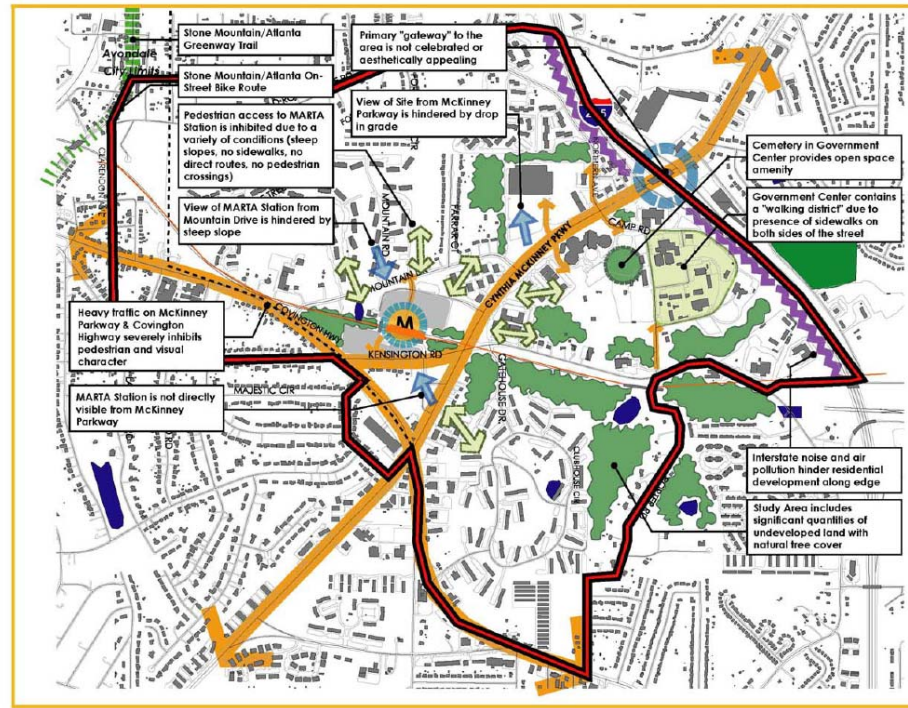 Stone Mountain/Atlanta
Greenway Trail
Avondale
City Limits
Stone Mountain/Atlanta On-
Street Bike Route
Pedestrian access to MARTA
Station is inhibited due to a
variety of conditions (steep
slopes, no sidewalks, no
direct routes, no pedestrian
crossings)
View of MARTA Station from
Mountain Drive is hindered by
steep slope
Primary "gateway" to the
area is not celebrated or
aesthetically appealing
View of Site from McKinney
Parkway is hindered by drop
in grade
Cemetery in Government
Center provides open space
amenity
Government Center contains
a "walking district" due to
presence of sidewalks on
both sides of the street
CAMP RD
MOUNTAIN RD
FARRAR CT
CYNTHIA MCKINNEY PKWY
COVINGTON HWY
M
KENSINGTON RD
MAJESTIC CIR
GATEHOUSE DR.
CLUBHOUSE CIR
Heavy traffic on McKinney
Parkway & Covington
Highway severely inhibits
pedestrian and visual
character
MARTA Station is not directly
visible from McKinney
Parkway
Interstate noise and air
pollution hinder residential
development along edge
Study Area includes
significant quantities of
undeveloped land with
natural tree cover